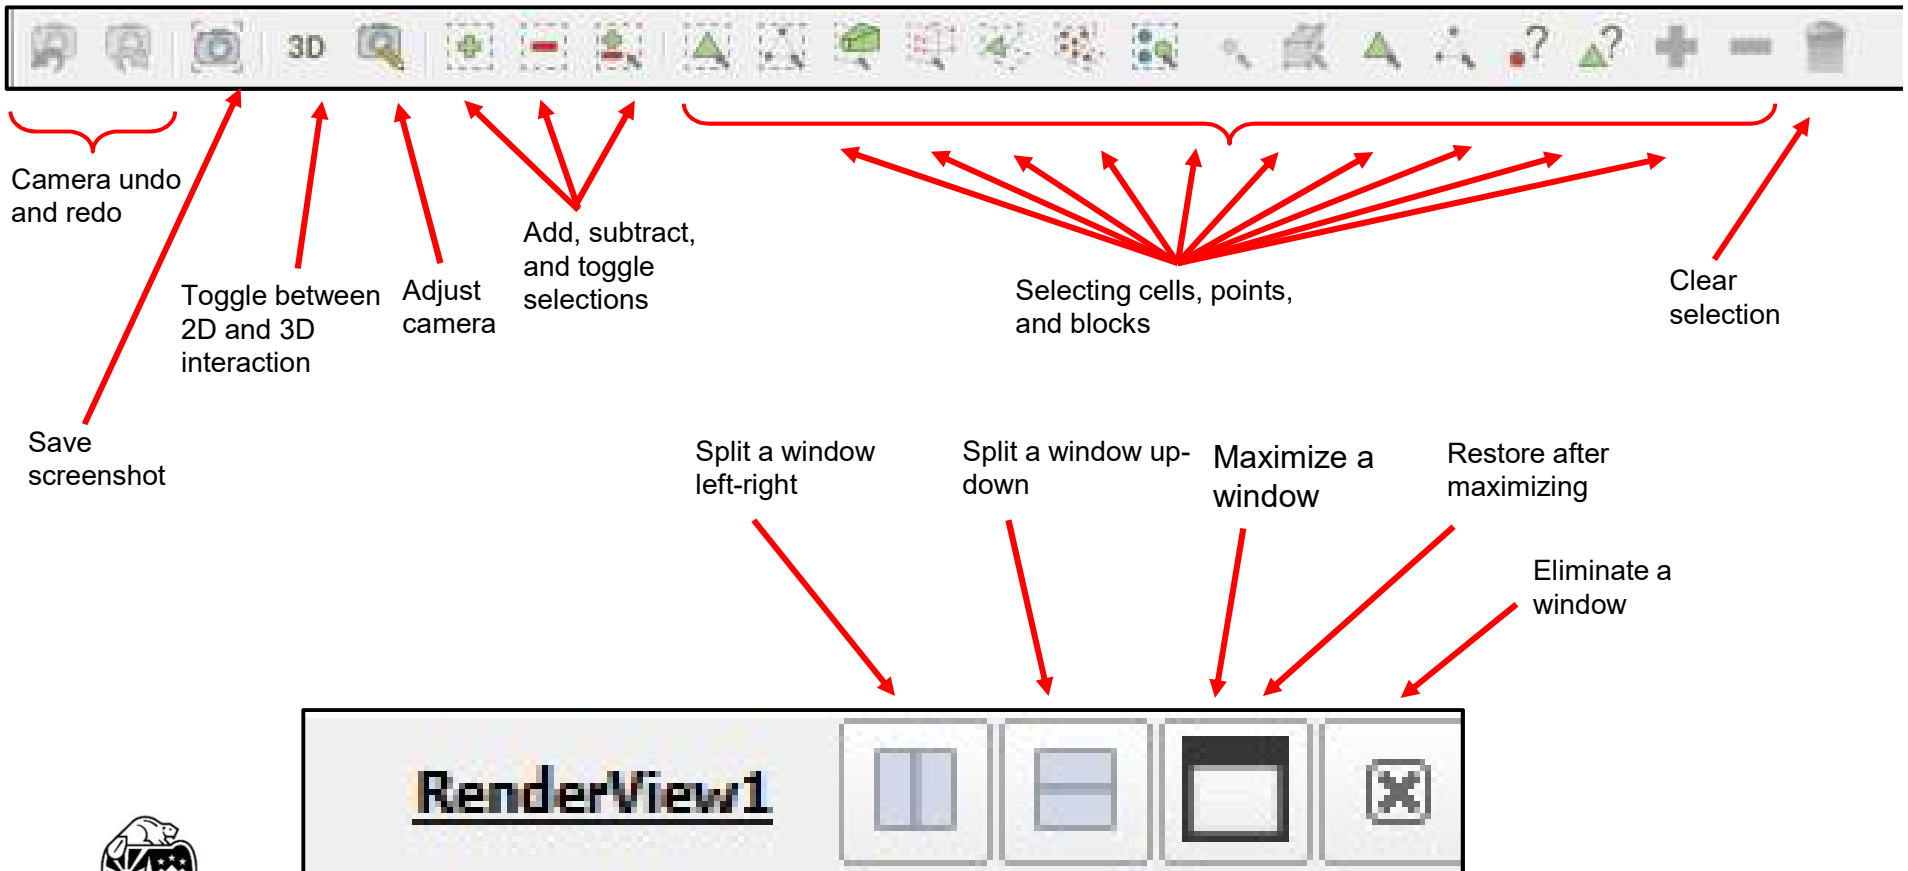 3D
? ?
Camera undo
and redo
Add, subtract,
and toggle
selections
Toggle between
2D and 3D
interaction
Adjust
camera
Selecting cells, points,
and blocks
Clear
selection
Save
screenshot
Split a window
left-right
Split a window up-
down
Maximize a
window
Restore after
maximizing
Eliminate a
window
RenderView1